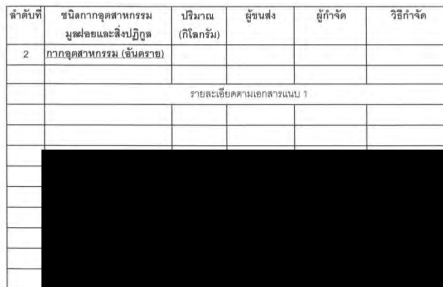 ลำดับที่ ชนิดกากอุตสาหกรรม ปริมาณ ผู้ขนส่ง ผู้กำจัด วิธีกำจัด
มูลฝอยและสิ่งปฏิกูล (กิโลกรัม)
2 กากอุตสาหกรรม (อันตราย)
รายละเอียดตามเอกสารแนบ 1